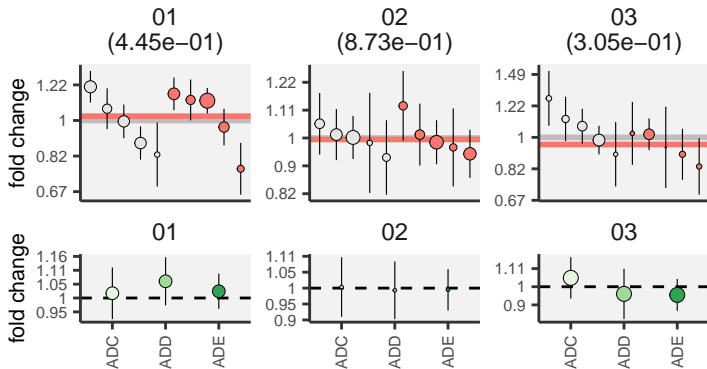 01
(4.45e−01)
02
(8.73e−01)
03
(3.05e−01)
fold change
1.22
1
0.82
0.67
1.22
1.11
1
0.9
0.82
1.49
1.22
1
0.82
0.67
01
02
03
fold change
1.16
1.11
1.05
1
0.95
1.11
1.05
1
0.95
0.9
1.11
1
0.9
ADC
ADD
ADE
ADC
ADD
ADE
ADC
ADD
ADE